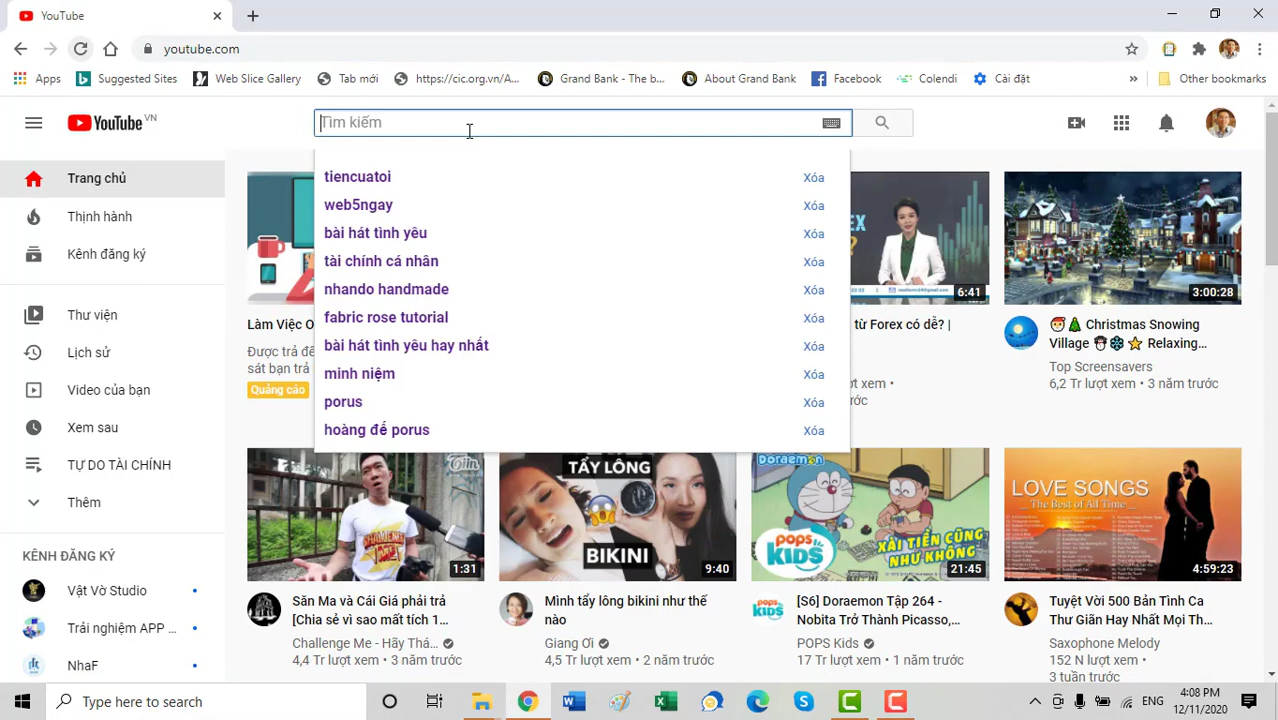 YouTube
youtube.com
Apps
Suggested Sites
Web Slice Gallery
Tab mới
https://cic.org.vn/A...
Grand Bank - The b...
About Grand Bank
Facebook
Colendi
Cài đặt
»
Other bookmarks
YouTube VN
Tìm kiếm
Trang chủ
Thịnh hành
Kênh đăng ký
Thư viện
Lịch sử
Video của bạn
Xem sau
TỰ DO TÀI CHÍNH
Thêm
KÊNH ĐĂNG KÝ
Vật Vờ Studio
Trải nghiệm APP ...
NhaF
tiencuatoi Xóa
web5ngay Xóa
bài hát tình yêu Xóa
tài chính cá nhân Xóa
nhando handmade Xóa
fabric rose tutorial Xóa
bài hát tình yêu hay nhất Xóa
minh niệm Xóa
porus Xóa
hoàng đế porus Xóa
Làm Việc O
Được trả để
sát bạn trả
Quảng cáo
EX
?
6:41
từ Forex có dễ? |
xem •
3:00:28
Christmas Snowing
Village Relaxing...
Top Screensavers
6,2 Tr lượt xem • 3 năm trước
1:31
Săn Ma và Cái Giá phải trả
[Chia sẻ vì sao mất tích 1...
Challenge Me - Hãy Thá...
4,4 Tr lượt xem • 3 năm trước
TẨY LÔNG
BIKINI
9:40
Mình tẩy lông bikini như thế
nào
Giang Ơi
4,5 Tr lượt xem • 2 năm trước
Doraemon
POPS
KIDS
XÀI TIỀN CŨNG
NHƯ KHÔNG
21:45
[S6] Doraemon Tập 264 -
Nobita Trở Thành Picasso,...
POPS Kids
17 Tr lượt xem • 1 năm trước
LOVE SONGS
The Best of All Time
4:59:23
Tuyệt Vời 500 Bản Tình Ca
Thư Giãn Hay Nhất Mọi Th...
Saxophone Melody
152 N lượt xem •
3 tuần trước
Type here to search
ENG
4:08 PM
12/11/2020